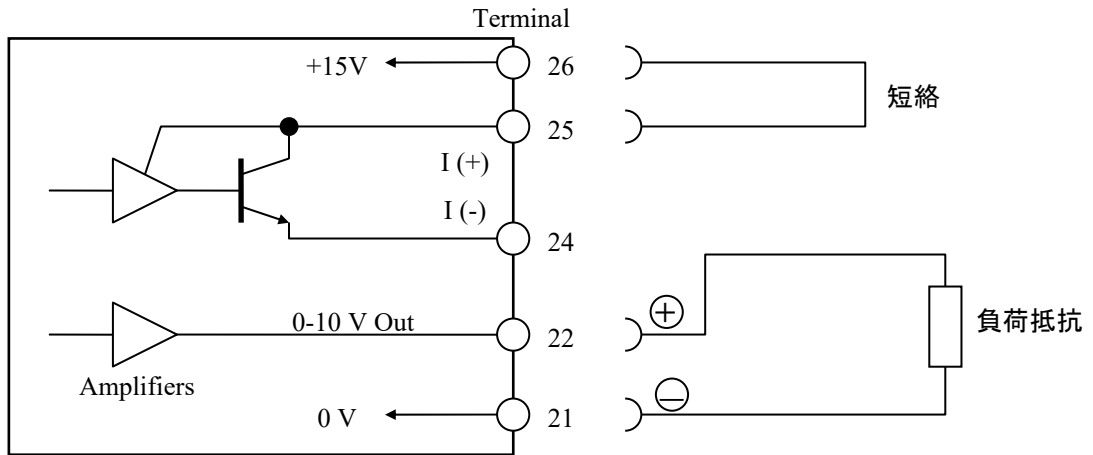 Terminal
+15V
26
短絡
25
I (+)
I (-)
24
0-10 V Out
22
+
負荷抵抗
Amplifiers
−
0 V
21